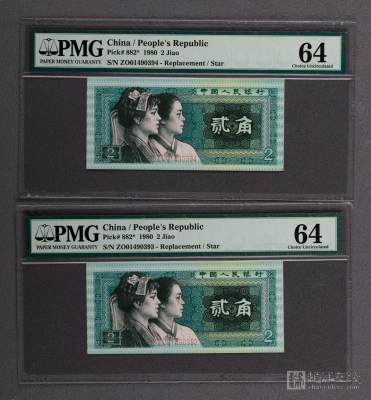 PMG
PAPER MONEY GUARANTY
China / People's Republic
Pick# 882* 1980 2 Jiao
S/N ZO01490394 - Replacement / Star
64
Choice Uncirculated
中国人民银行
贰角
2
2
PMG
PAPER MONEY GUARANTY
China / People's Republic
Pick# 882* 1980 2 Jiao
S/N ZO01490393 - Replacement / Star
64
Choice Uncirculated
中国人民银行
贰角
2
2